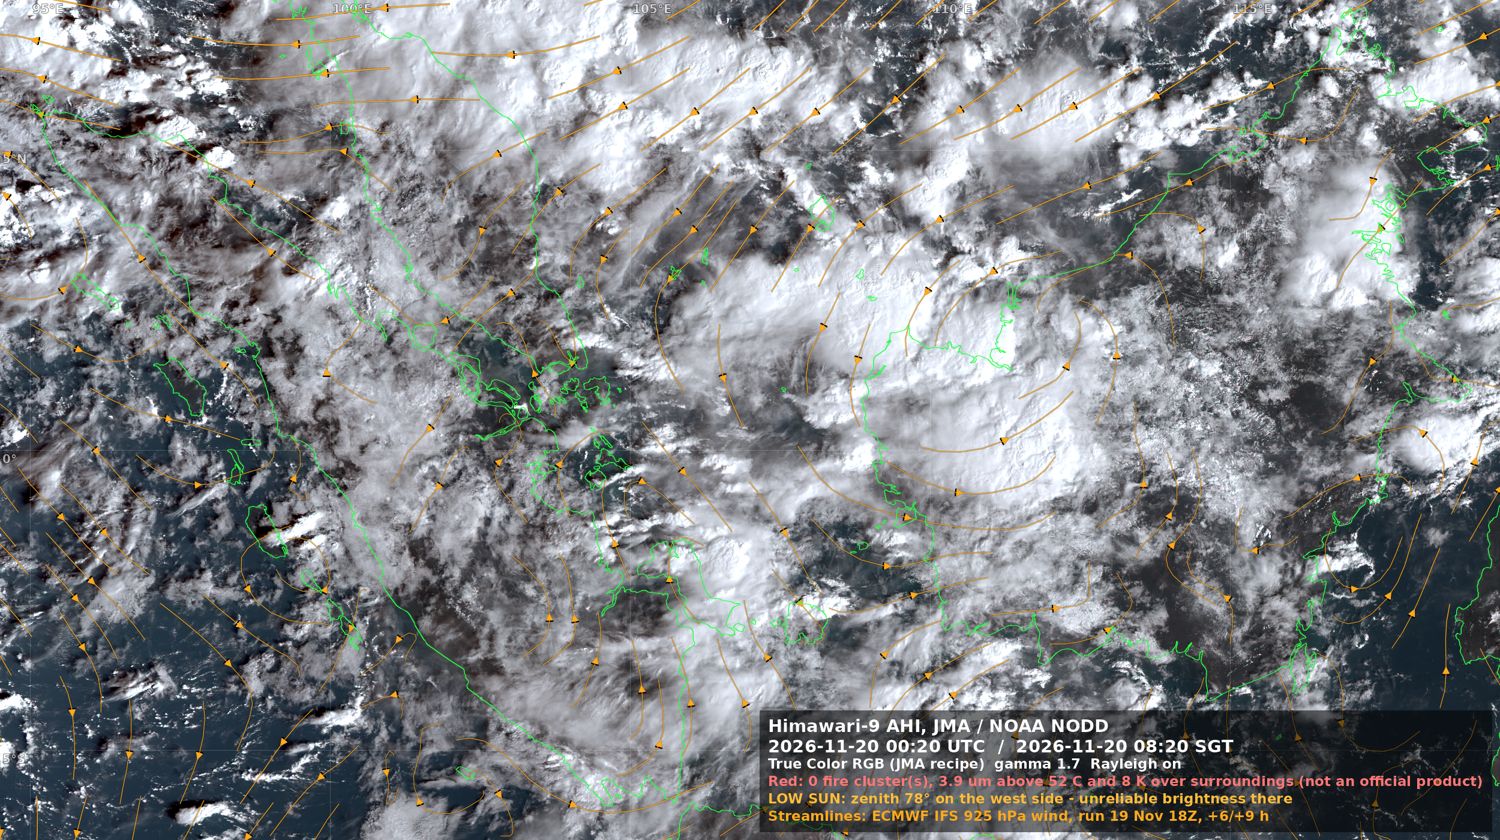 95°E 100°E 105°E 110°E 115°E
5°N
0°
5°S
Himawari-9 AHI, JMA / NOAA NODD
2026-11-20 00:20 UTC / 2026-11-20 08:20 SGT
True Color RGB (JMA recipe) gamma 1.7 Rayleigh on
Red: 0 fire cluster(s), 3.9 um above 52 C and 8 K over surroundings (not an official product)
LOW SUN: zenith 78° on the west side - unreliable brightness there
Streamlines: ECMWF IFS 925 hPa wind, run 19 Nov 18Z, +6/+9 h